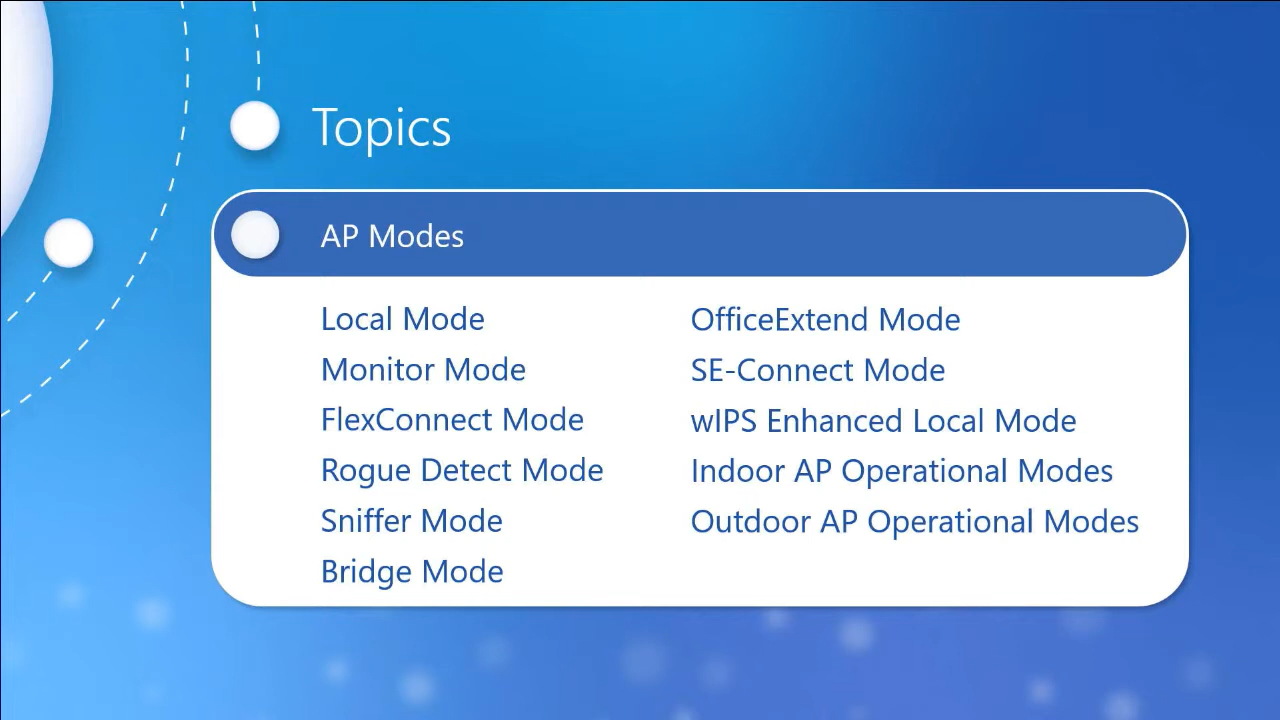 Topics
AP Modes
Local Mode
Monitor Mode
FlexConnect Mode
Rogue Detect Mode
Sniffer Mode
Bridge Mode
OfficeExtend Mode
SE-Connect Mode
wIPS Enhanced Local Mode
Indoor AP Operational Modes
Outdoor AP Operational Modes